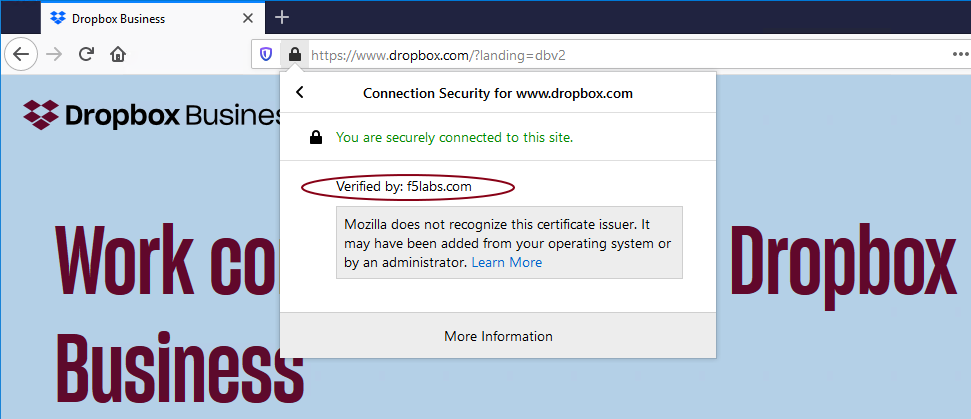 Dropbox Business
https://www.dropbox.com/?landing=dbv2
Connection Security for www.dropbox.com
You are securely connected to this site.
Verified by: f5labs.com
Mozilla does not recognize this certificate issuer. It
may have been added from your operating system or
by an administrator. Learn More
More Information
Dropbox Busines
Work co Dropbox
Business